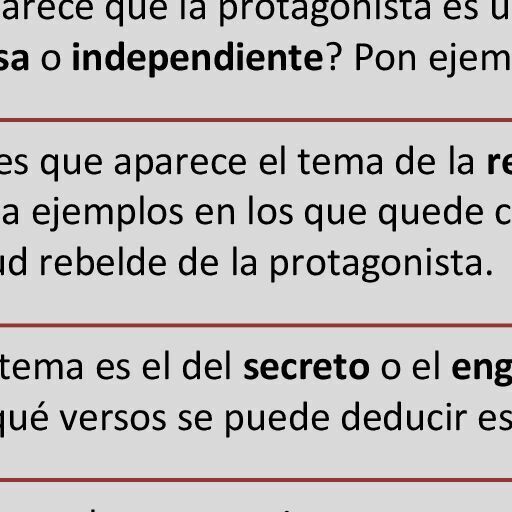 arece que la protagonista es u
sa o independiente? Pon ejem
es que aparece el tema de la re
a ejemplos en los que quede c
ud rebelde de la protagonista.
tema es el del secreto o el eng
qué versos se puede deducir es